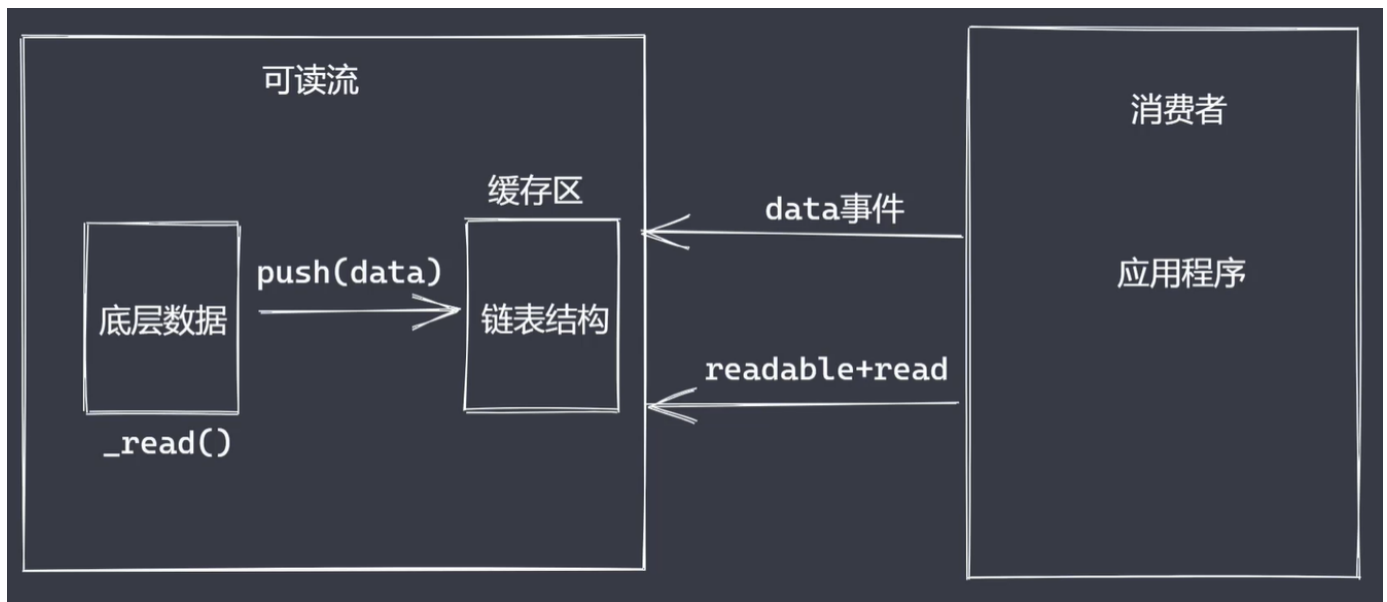 可读流
缓存区
底层数据
push(data)
链表结构
_read()
data事件
readable+read
消费者
应用程序